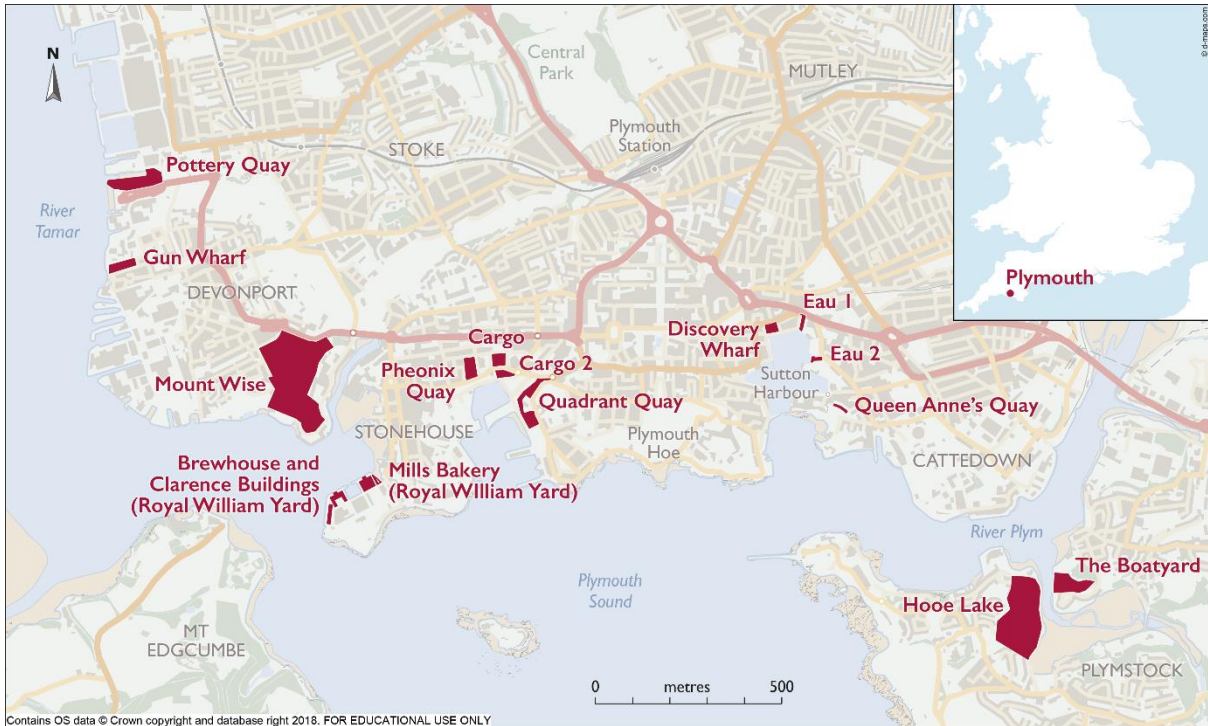 N
Central
Park
MUTLEY
Plymouth
Station
STOKE
Pottery Quay
River
Tamar
Gun Wharf
DEVONPORT
Eau 1
Discovery
Wharf
Cargo
Cargo 2
Eau 2
Pheonix
Quay
Sutton
Harbour
Mount Wise
Quadrant Quay
Queen Anne's Quay
STONEHOUSE
Plymouth
Hoe
CATTEDOWN
Brewhouse and
Clarence Buildings
(Royal William Yard)
Mills Bakery
(Royal WIlliam Yard)
River Plym
The Boatyard
Plymouth
Sound
Hooe Lake
MT
EDGCUMBE
PLYMSTOCK
0 metres 500
Plymouth
© d-maps.com
Contains OS data © Crown copyright and database right 2018. FOR EDUCATIONAL USE ONLY